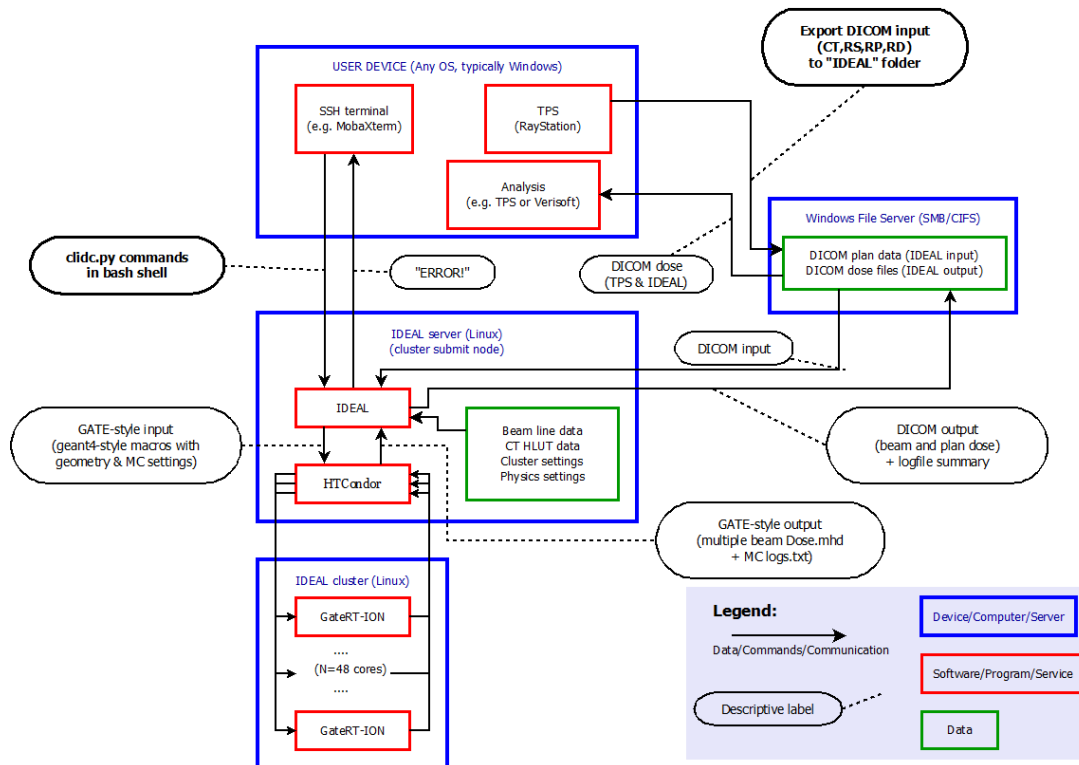 Export DICOM input
(CT,RS,RP,RD)
to "IDEAL" folder
USER DEVICE (Any OS, typically Windows)
SSH terminal
(e.g. MobaXterm)
TPS
(RayStation)
Analysis
(e.g. TPS or Verisoft)
Windows File Server (SMB/CIFS)
DICOM plan data (IDEAL input)
DICOM dose files (IDEAL output)
clidc.py commands
in bash shell
"ERROR!"
DICOM dose
(TPS & IDEAL)
IDEAL server (Linux)
(cluster submit node)
DICOM input
IDEAL
GATE-style input
(geant4-style macros with
geometry & MC settings)
Beam line data
CT HLUT data
Cluster settings
Physics settings
DICOM output
(beam and plan dose)
+ logfile summary
HTCondor
GATE-style output
(multiple beam Dose.mhd
+ MC logs.txt)
IDEAL cluster (Linux)
GateRT-ION
....
(N=48 cores)
....
GateRT-ION
Legend:
Data/Commands/Communication
Descriptive label
Device/Computer/Server
Software/Program/Service
Data